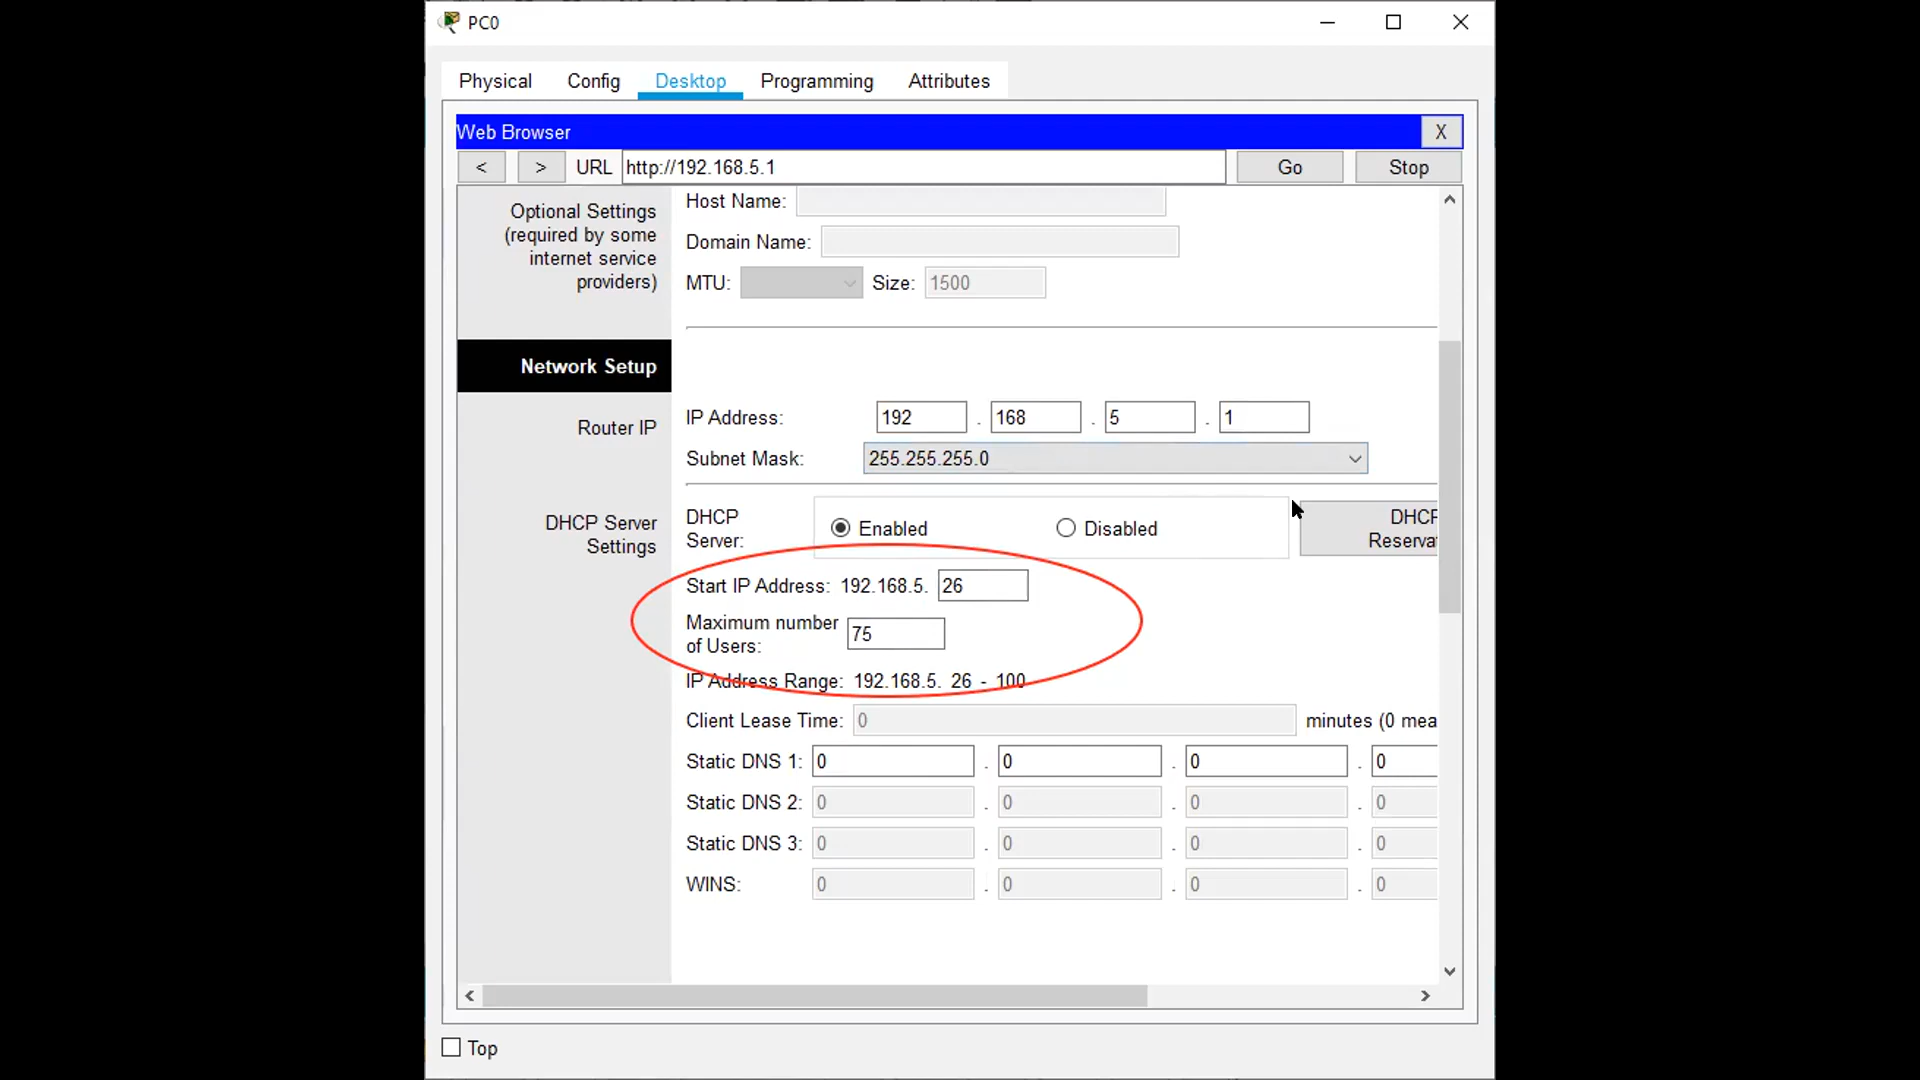 PC0
Physical Config Desktop Programming Attributes
Web Browser X
< > URL http://192.168.5.1 Go Stop
Optional Settings
(required by some
internet service
providers)
Host Name:
Domain Name:
MTU: Size: 1500
Network Setup
Router IP
IP Address: 192 . 168 . 5 . 1
Subnet Mask: 255.255.255.0
DHCP Server
Settings
DHCP
Server:
Enabled Disabled
DHCP
Reserva
Start IP Address: 192.168.5. 26
Maximum number
of Users: 75
IP Address Range: 192.168.5. 26 - 100
Client Lease Time: 0 minutes (0 mea
Static DNS 1: 0 . 0 . 0 . 0
Static DNS 2: 0 . 0 . 0 . 0
Static DNS 3: 0 . 0 . 0 . 0
WINS: 0 . 0 . 0 . 0
Top